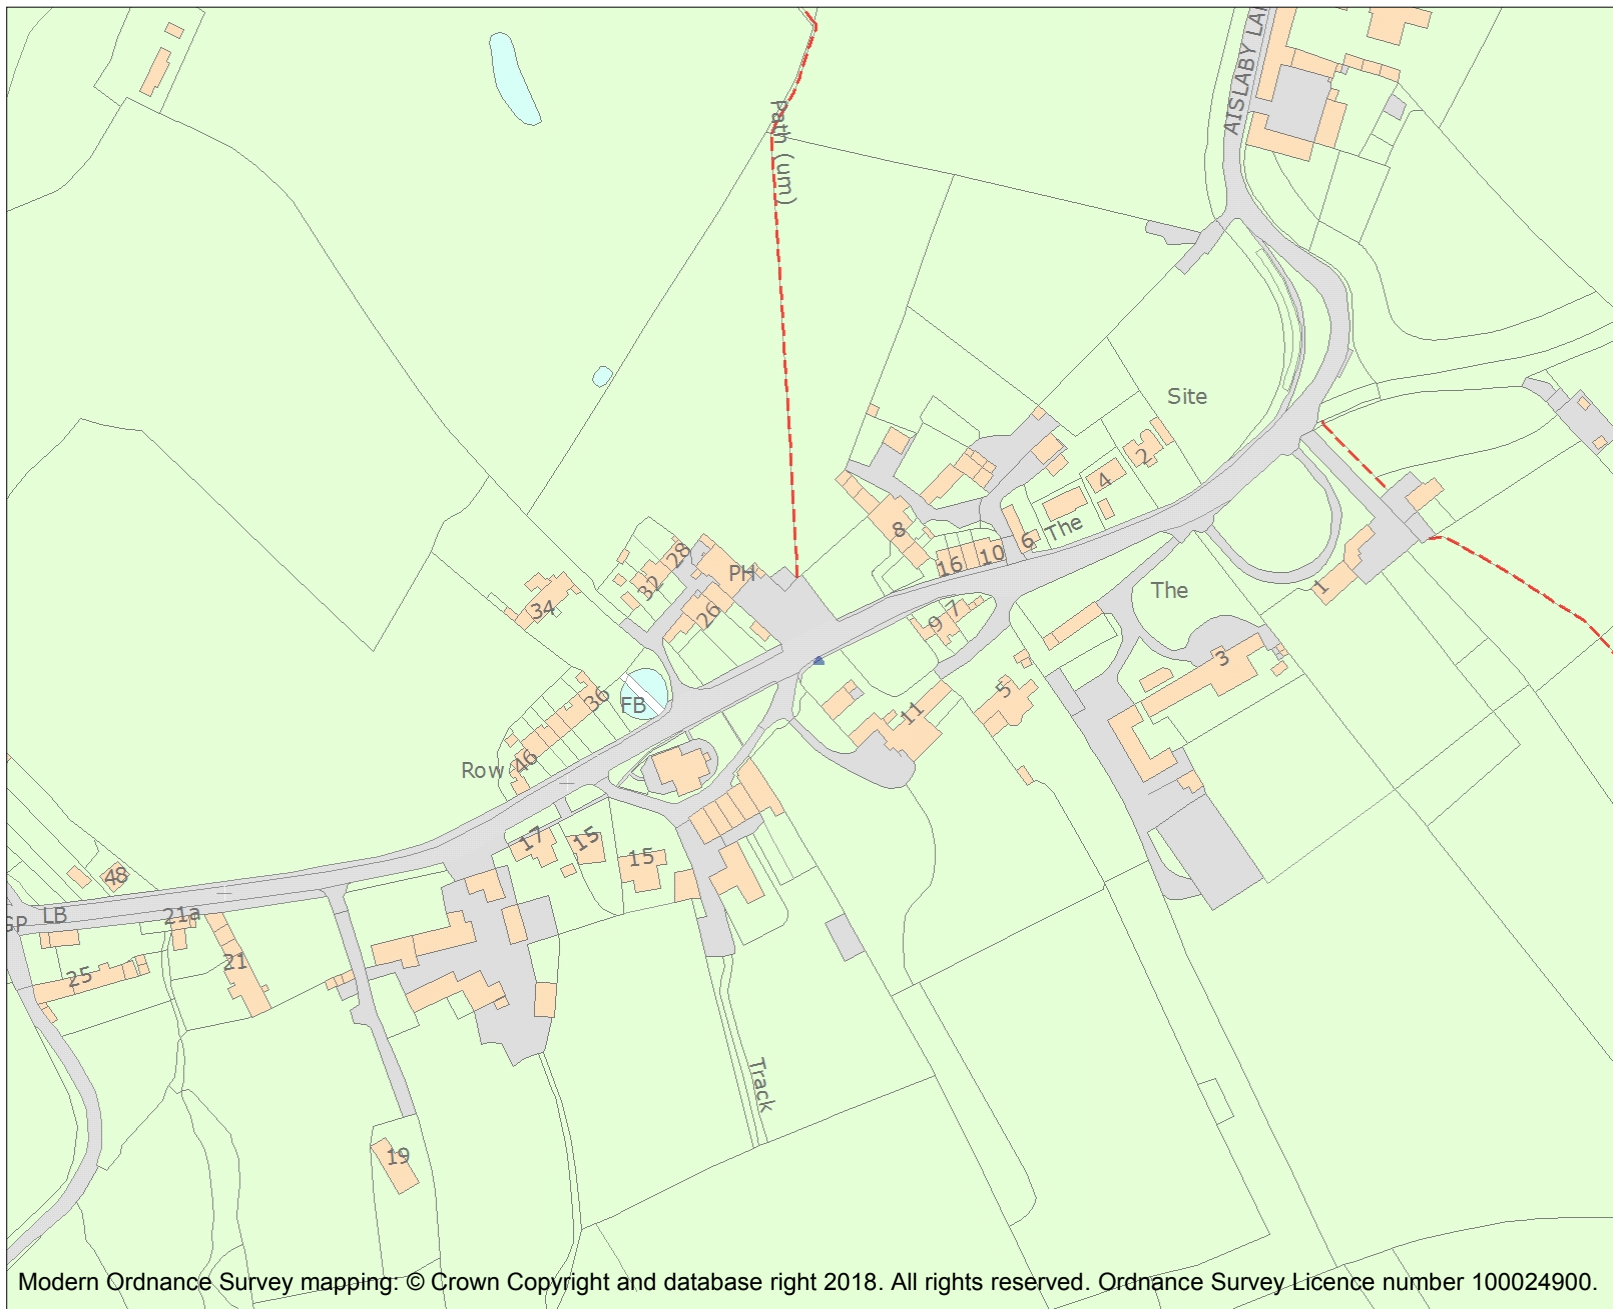 AISLABY LA
Path (um)
Site
2
4
The
6
8
10
16
28
PH
32
26
34
The
1
9 7
3
36
FB
5
11
46
Row
17
15
15
48
LB
21a
25
21
Track
19
Modern Ordnance Survey mapping: © Crown Copyright and database right 2018. All rights reserved. Ordnance Survey Licence number 100024900.